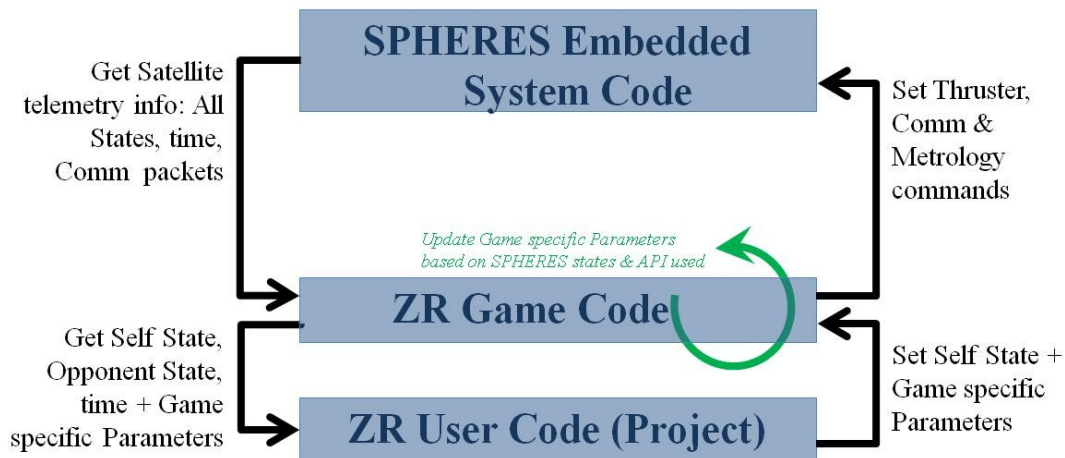 SPHERES Embedded
System Code
Get Satellite
telemetry info: All
States, time,
Comm packets
Set Thruster,
Comm &
Metrology
commands
Update Game specific Parameters
based on SPHERES states & API used
ZR Game Code
Get Self State,
Opponent State,
time + Game
specific Parameters
Set Self State +
Game specific
Parameters
ZR User Code (Project)